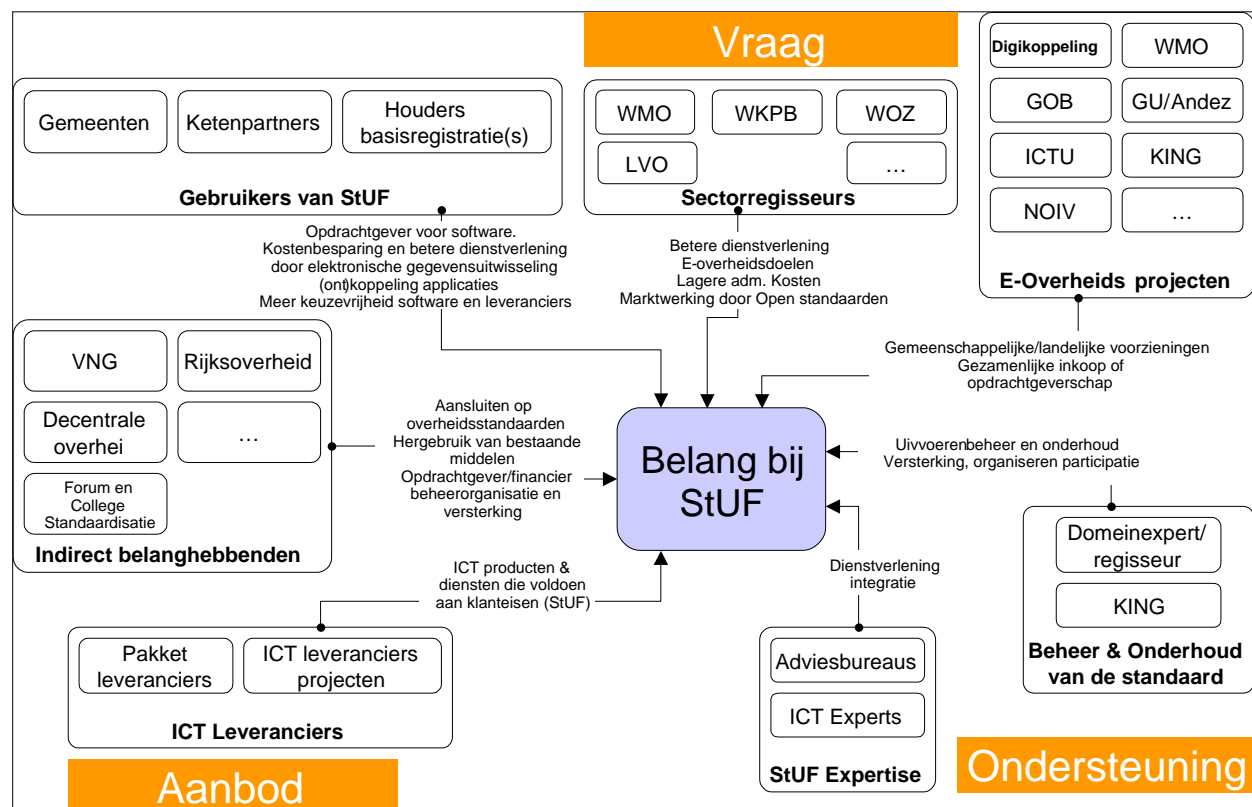 Vraag
Gemeenten
Ketenpartners
Houders
basisregistratie(s)
Gebruikers van StUF
WMO
WKPB
WOZ
LVO
…
Sectorregisseurs
Digikoppeling
WMO
GOB
GU/Andez
ICTU
KING
NOIV
…
E-Overheids projecten
Opdrachtgever voor software.
Kostenbesparing en betere dienstverlening
door elektronische gegevensuitwisseling
(ont)koppeling applicaties
Meer keuzevrijheid software en leveranciers
Betere dienstverlening
E-overheidsdoelen
Lagere adm. Kosten
Marktwerking door Open standaarden
Gemeenschappelijke/landelijke voorzieningen
Gezamenlijke inkoop of
opdrachtgeverschap
VNG
Rijksoverheid
Decentrale
overhei
…
Forum en
College
Standaardisatie
Indirect belanghebbenden
Aansluiten op
overheidsstandaarden
Hergebruik van bestaande
middelen
Opdrachtgever/financier
beheerorganisatie en
versterking
Belang bij
StUF
Uivoerenbeheer en onderhoud
Versterking, organiseren participatie
Domeinexpert/
regisseur
KING
Beheer & Onderhoud
van de standaard
ICT producten &
diensten die voldoen
aan klanteisen (StUF)
Dienstverlening
integratie
Pakket
leveranciers
ICT leveranciers
projecten
ICT Leveranciers
Adviesbureaus
ICT Experts
StUF Expertise
Aanbod
Ondersteuning